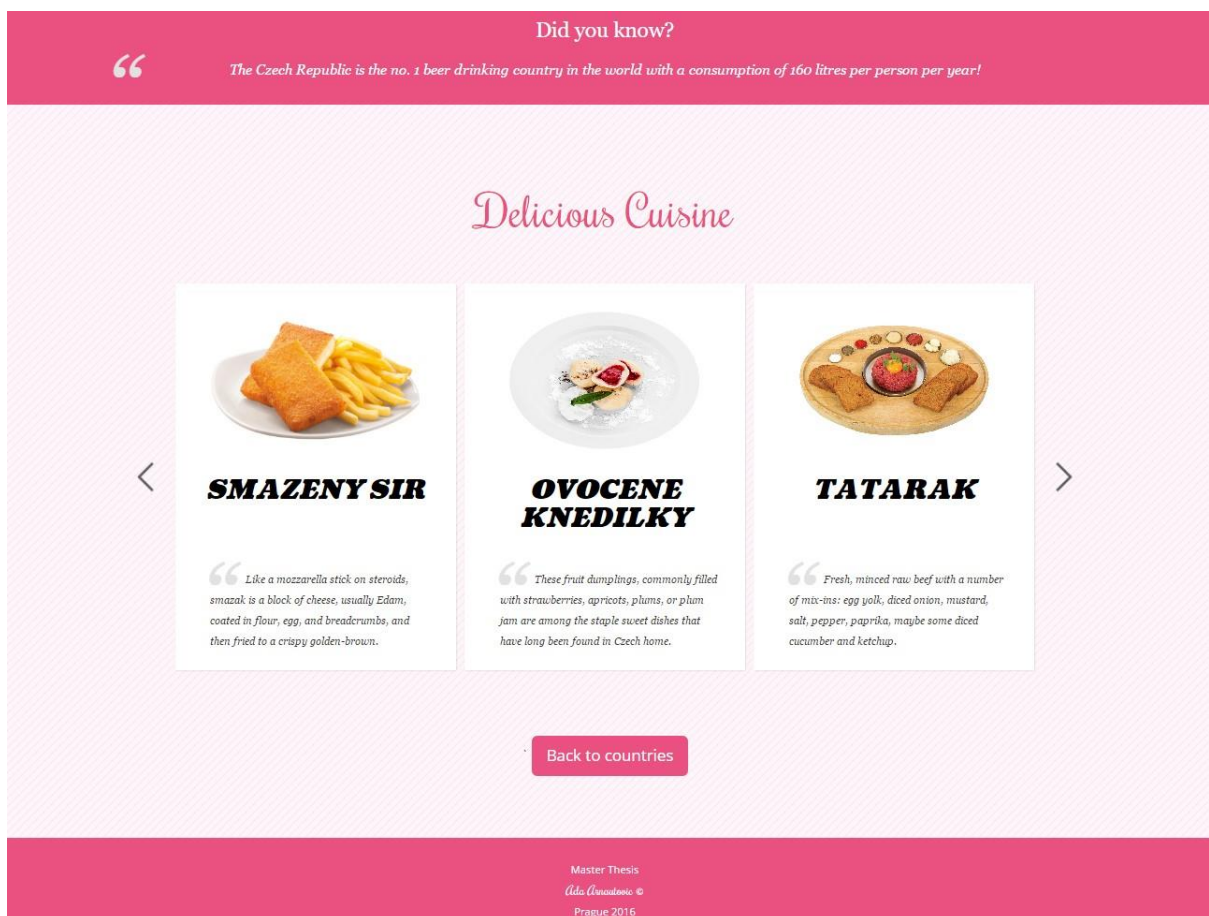 Did you know?
The Czech Republic is the no. 1 beer drinking country in the world with a consumption of 160 litres per person per year!
Delicious Cuisine
SMAZENY SIR
Like a mozzarella stick on steroids,
smazak is a block of cheese, usually Edam,
coated in flour, egg, and breadcrumbs, and
then fried to a crispy golden-brown.
OVOCENE
KNEDILKY
These fruit dumplings, commonly filled
with strawberries, apricots, plums, or plum
jam are among the staple sweet dishes that
have long been found in Czech home.
TATARAK
Fresh, minced raw beef with a number
of mix-ins: egg yolk, diced onion, mustard,
salt, pepper, paprika, maybe some diced
cucumber and ketchup.
Back to countries
Master Thesis
Ada Arnautovic ©
Prague 2016